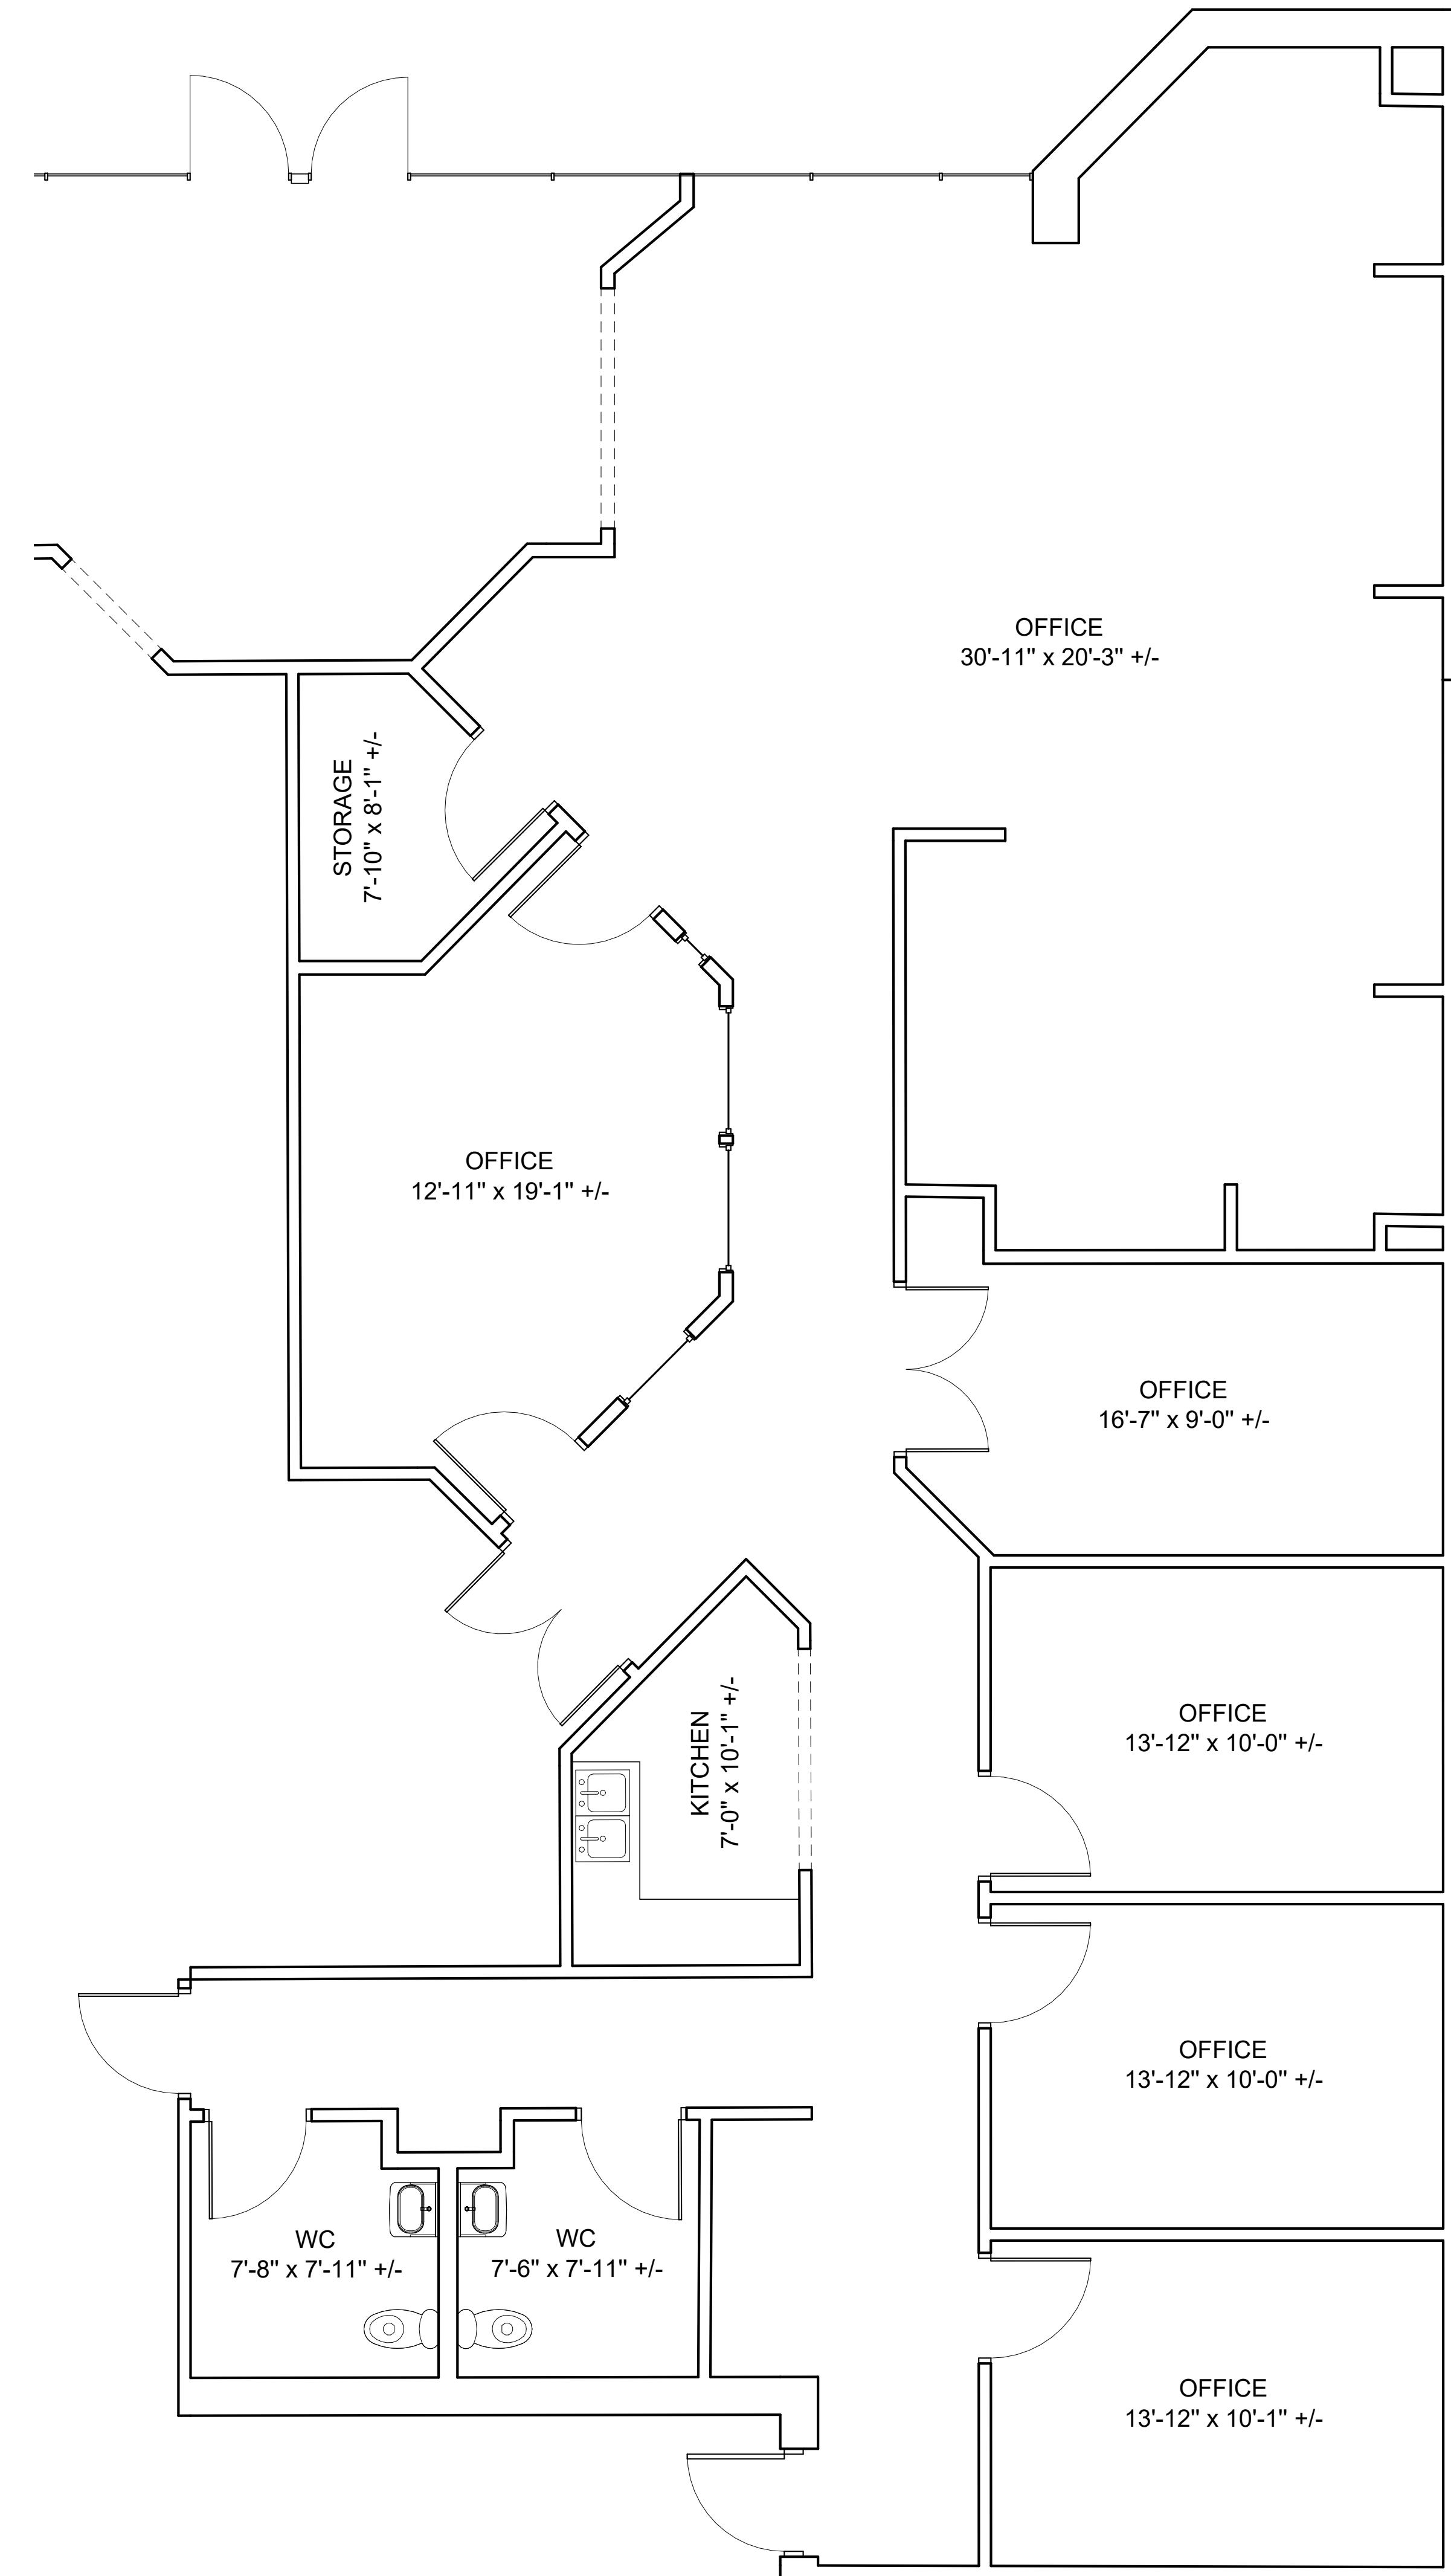 OFFICE
30'-11" x 20'-3" +/-
STORAGE
7'-10" x 8'-1" +/-
OFFICE
12'-11" x 19'-1" +/-
OFFICE
16'-7" x 9'-0" +/-
KITCHEN
7'-0" x 10'-1" +/-
OFFICE
13'-12" x 10'-0" +/-
OFFICE
13'-12" x 10'-0" +/-
WC
7'-8" x 7'-11" +/-
WC
7'-6" x 7'-11" +/-
OFFICE
13'-12" x 10'-1" +/-